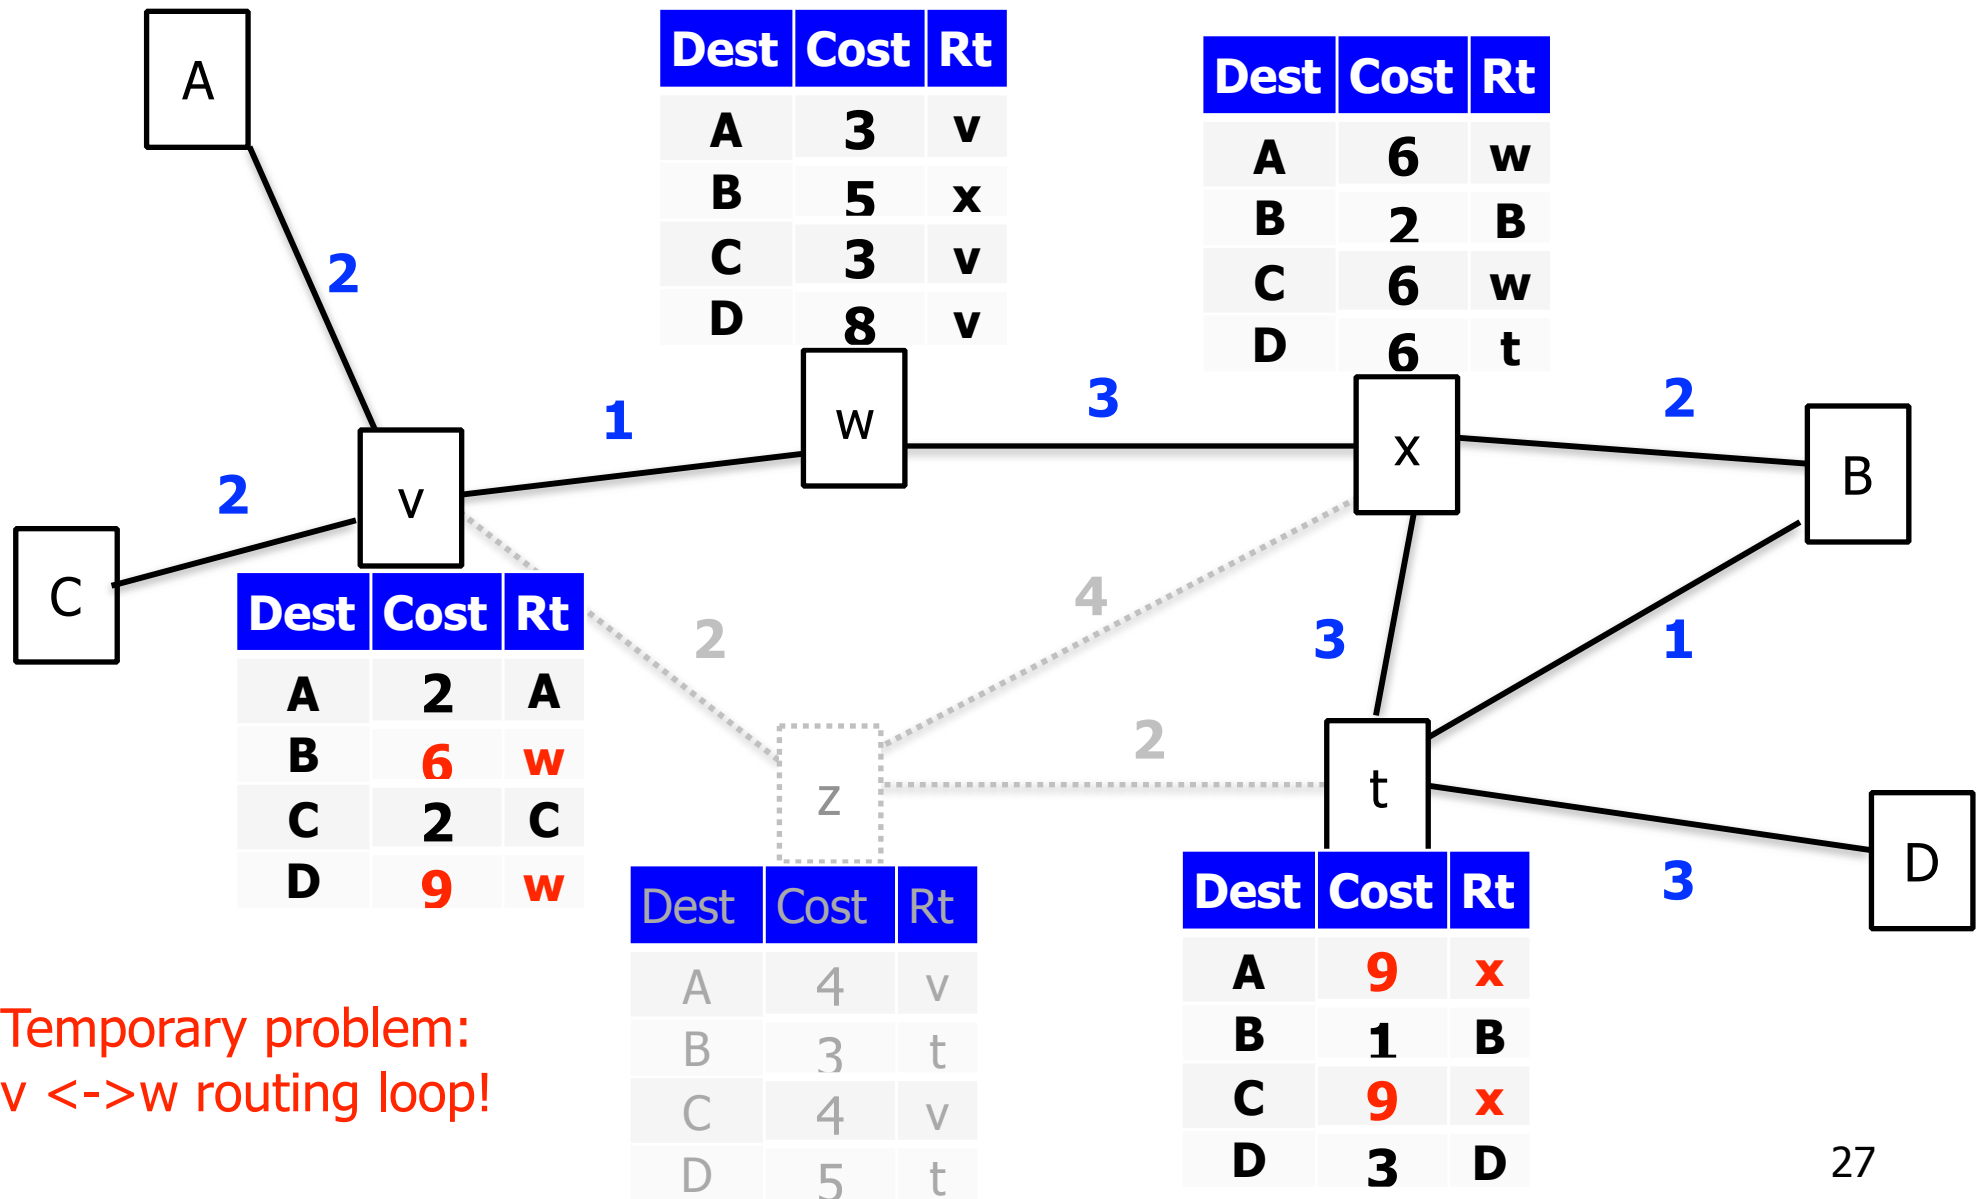 A
Dest Cost Rt
A 3 v
B 5 x
C 3 v
D 8 v
Dest Cost Rt
A 6 w
B 2 B
C 6 w
D 6 t
2
1
w
3
x
2
B
2
v
C
Dest Cost Rt
A 2 A
B 6 w
C 2 C
D 9 w
2
4
3
1
z
2
t
3
D
Dest Cost Rt
A 4 v
B 3 t
C 4 v
D 5 t
Dest Cost Rt
A 9 x
B 1 B
C 9 x
D 3 D
Temporary problem:
v <->w routing loop!
27